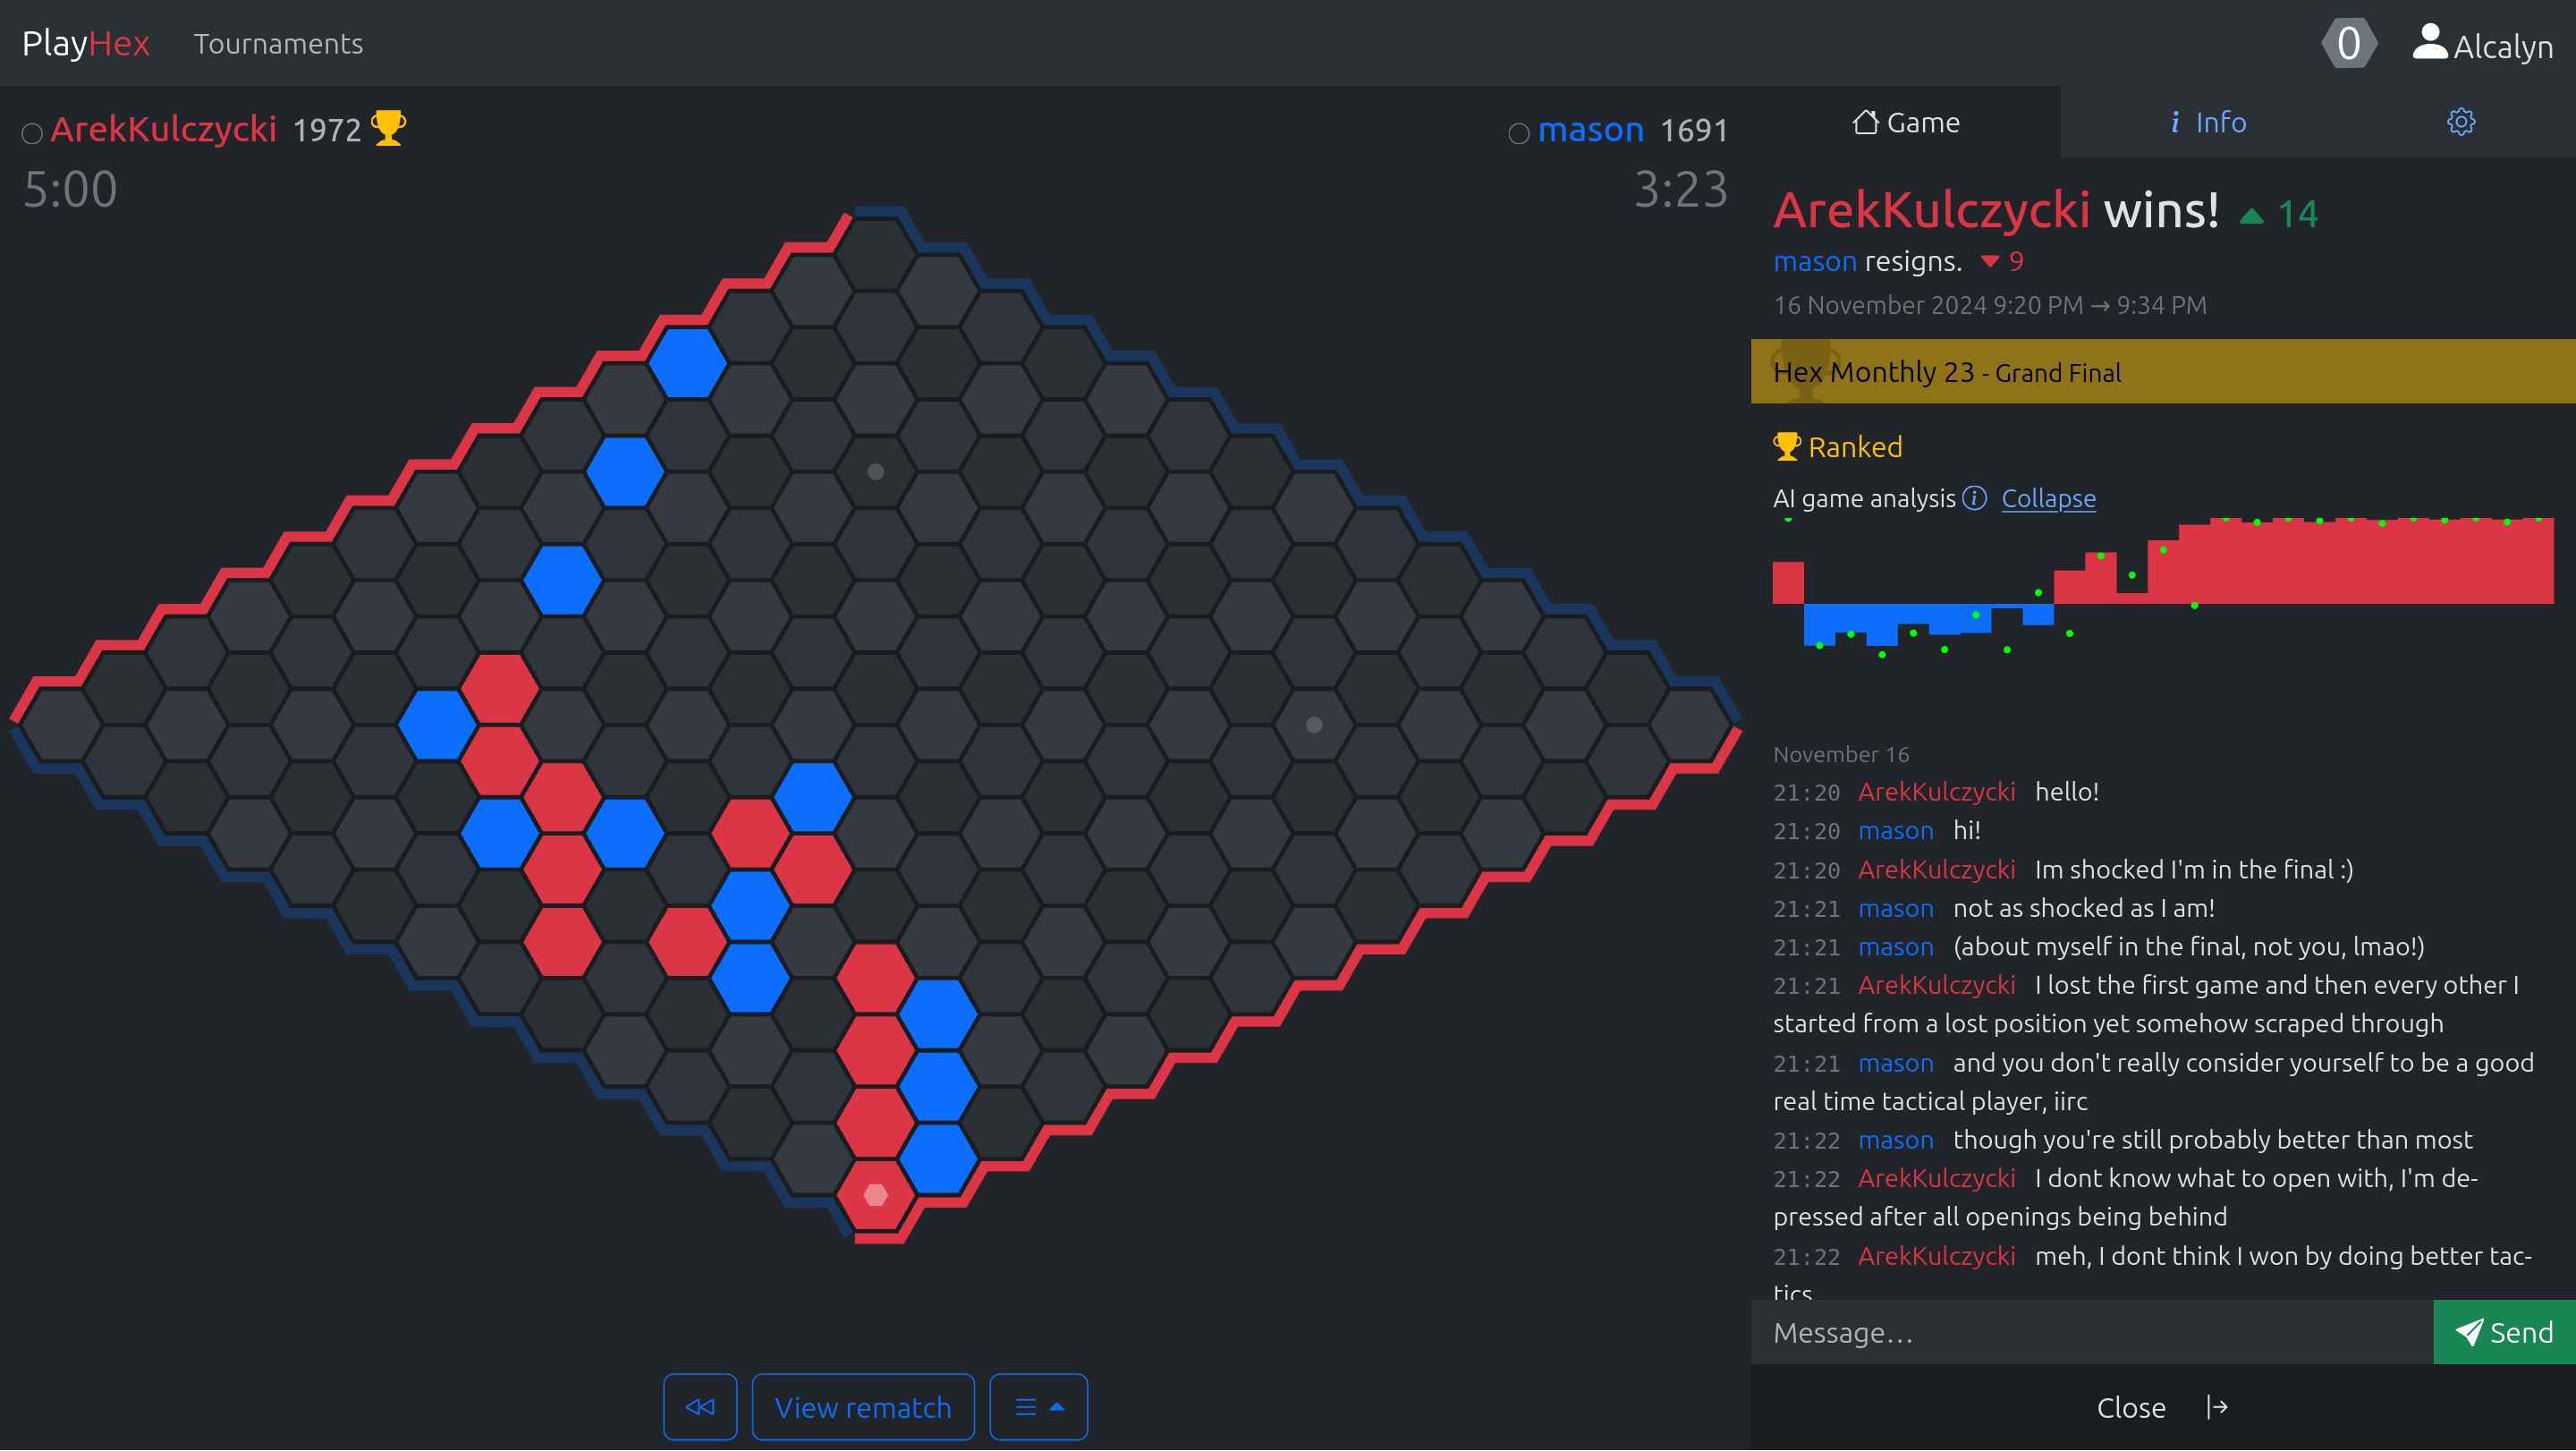 PlayHex Tournaments 0 Alcalyn
ArekKulczycki 1972
5:00
mason 1691
3:23
Game Info
ArekKulczycki wins! 14
mason resigns. 9
16 November 2024 9:20 PM → 9:34 PM
Hex Monthly 23 - Grand Final
Ranked
AI game analysis Collapse
November 16
21:20 ArekKulczycki hello!
21:20 mason hi!
21:20 ArekKulczycki Im shocked I'm in the final :)
21:21 mason not as shocked as I am!
21:21 mason (about myself in the final, not you, lmao!)
21:21 ArekKulczycki I lost the first game and then every other I
started from a lost position yet somehow scraped through
21:21 mason and you don't really consider yourself to be a good
real time tactical player, iirc
21:22 mason though you're still probably better than most
21:22 ArekKulczycki I dont know what to open with, I'm de-
pressed after all openings being behind
21:22 ArekKulczycki meh, I dont think I won by doing better tac-
tics
Message…
Send
View rematch
Close